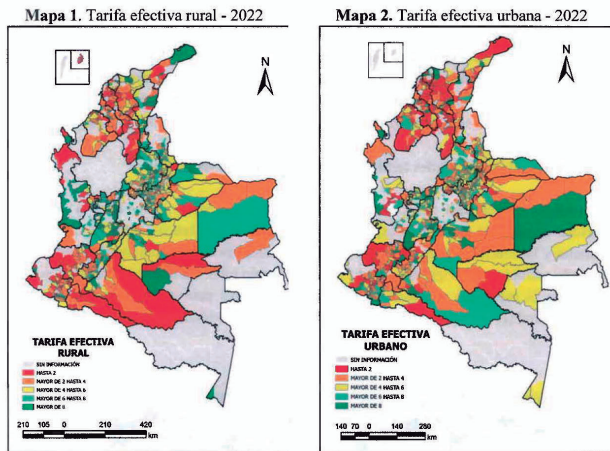 Mapa 1. Tarifa efectiva rural - 2022
N
TARIFA EFECTIVA
RURAL
SIN INFORMACIÓN
HASTA 2
MAYOR DE 2 HASTA 4
MAYOR DE 4 HASTA 6
MAYOR DE 6 HASTA 8
MAYOR DE 8
210 105 0 210 420
km
Mapa 2. Tarifa efectiva urbana - 2022
N
TARIFA EFECTIVA
URBANO
SIN INFORMACIÓN
HASTA 2
MAYOR DE 2 HASTA 4
MAYOR DE 4 HASTA 6
MAYOR DE 6 HASTA 8
MAYOR DE 8
140 70 0 140 280
km